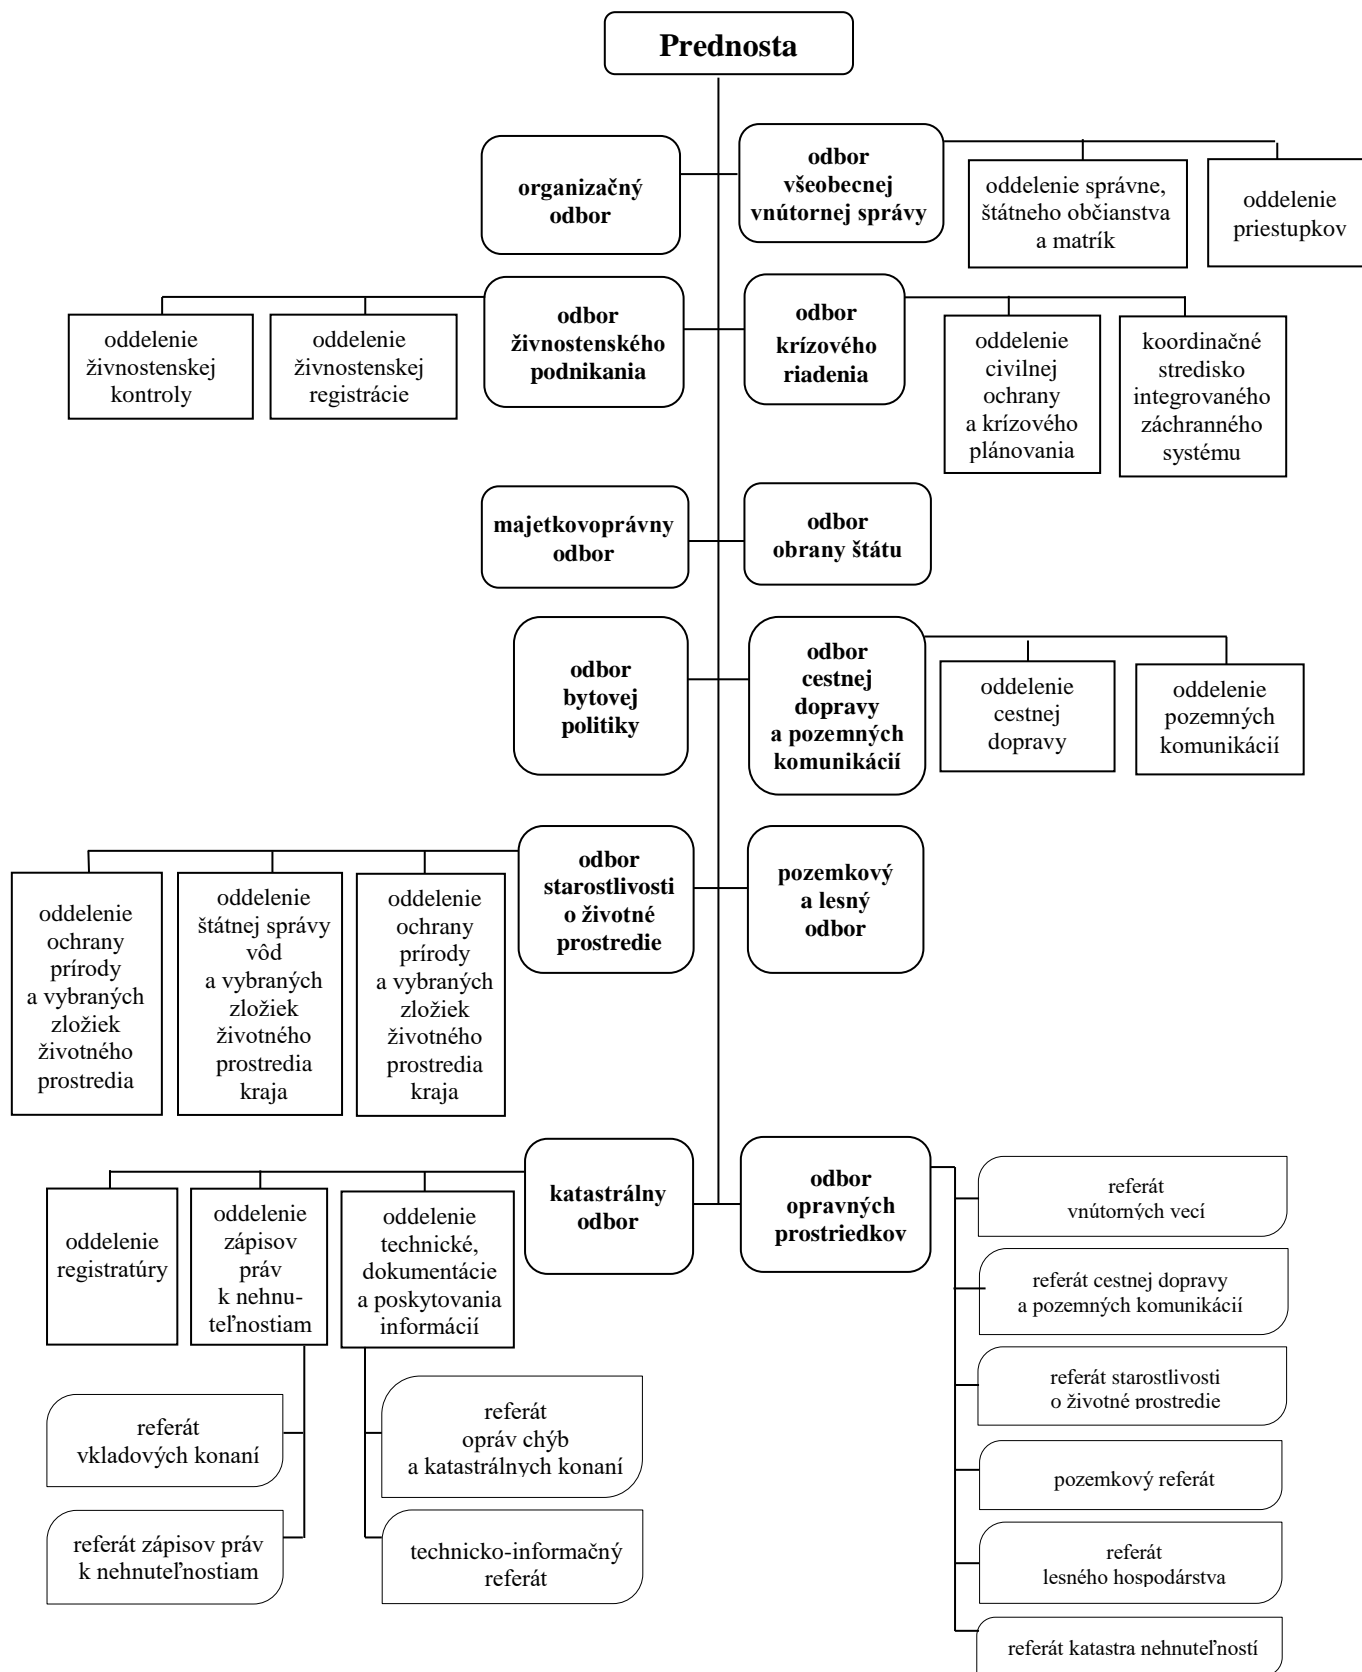 Prednosta
organizačný
odbor
odbor
všeobecnej
vnútornej správy
oddelenie správne,
štátneho občianstva
a matrík
oddelenie
priestupkov
oddelenie
živnostenskej
kontroly
oddelenie
živnostenskej
registrácie
odbor
živnostenského
podnikania
odbor
krízového
riadenia
oddelenie
civilnej
ochrany
a krízového
plánovania
koordinačné
stredisko
integrovaného
záchranného
systému
majetkovoprávny
odbor
odbor
obrany štátu
odbor
bytovej
politiky
odbor
cestnej
dopravy
a pozemných
komunikácií
oddelenie
cestnej
dopravy
oddelenie
pozemných
komunikácií
oddelenie
ochrany
prírody
a vybraných
zložiek
životného
prostredia
oddelenie
štátnej správy
vôd
a vybraných
zložiek
životného
prostredia
kraja
oddelenie
ochrany
prírody
a vybraných
zložiek
životného
prostredia
kraja
odbor
starostlivosti
o životné
prostredie
pozemkový
a lesný
odbor
oddelenie
registratúry
oddelenie
zápisov
práv
k nehnu-
teľnostiam
oddelenie
technické,
dokumentácie
a poskytovania
informácií
katastrálny
odbor
odbor
opravných
prostriedkov
referát
vnútorných vecí
referát cestnej dopravy
a pozemných komunikácií
referát starostlivosti
o životné prostredie
pozemkový referát
referát
lesného hospodárstva
referát katastra nehnuteľností
referát
vkladových konaní
referát
opráv chýb
a katastrálnych konaní
referát zápisov práv
k nehnuteľnostiam
technicko-informačný
referát